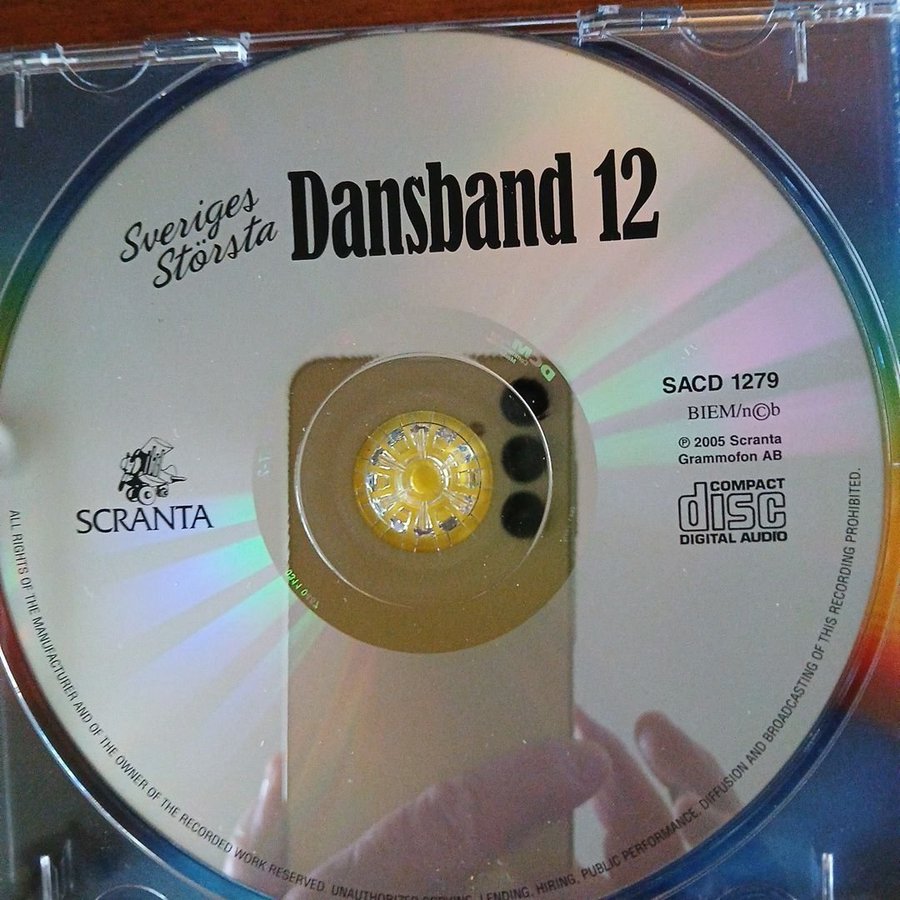 Sveriges
Största
Dansband 12
SACD 1279
BIEM/n©b
℗ 2005 Scranta
Grammofon AB
COMPACT
disc
DIGITAL AUDIO
SCRANTA
ALL RIGHTS OF THE MANUFACTURER AND OF THE OWNER OF THE RECORDED WORK RESERVED. UNAUTHORIZED COPYING, LENDING, HIRING, PUBLIC PERFORMANCE, DIFFUSION AND BROADCASTING OF THIS RECORDING PROHIBITED.